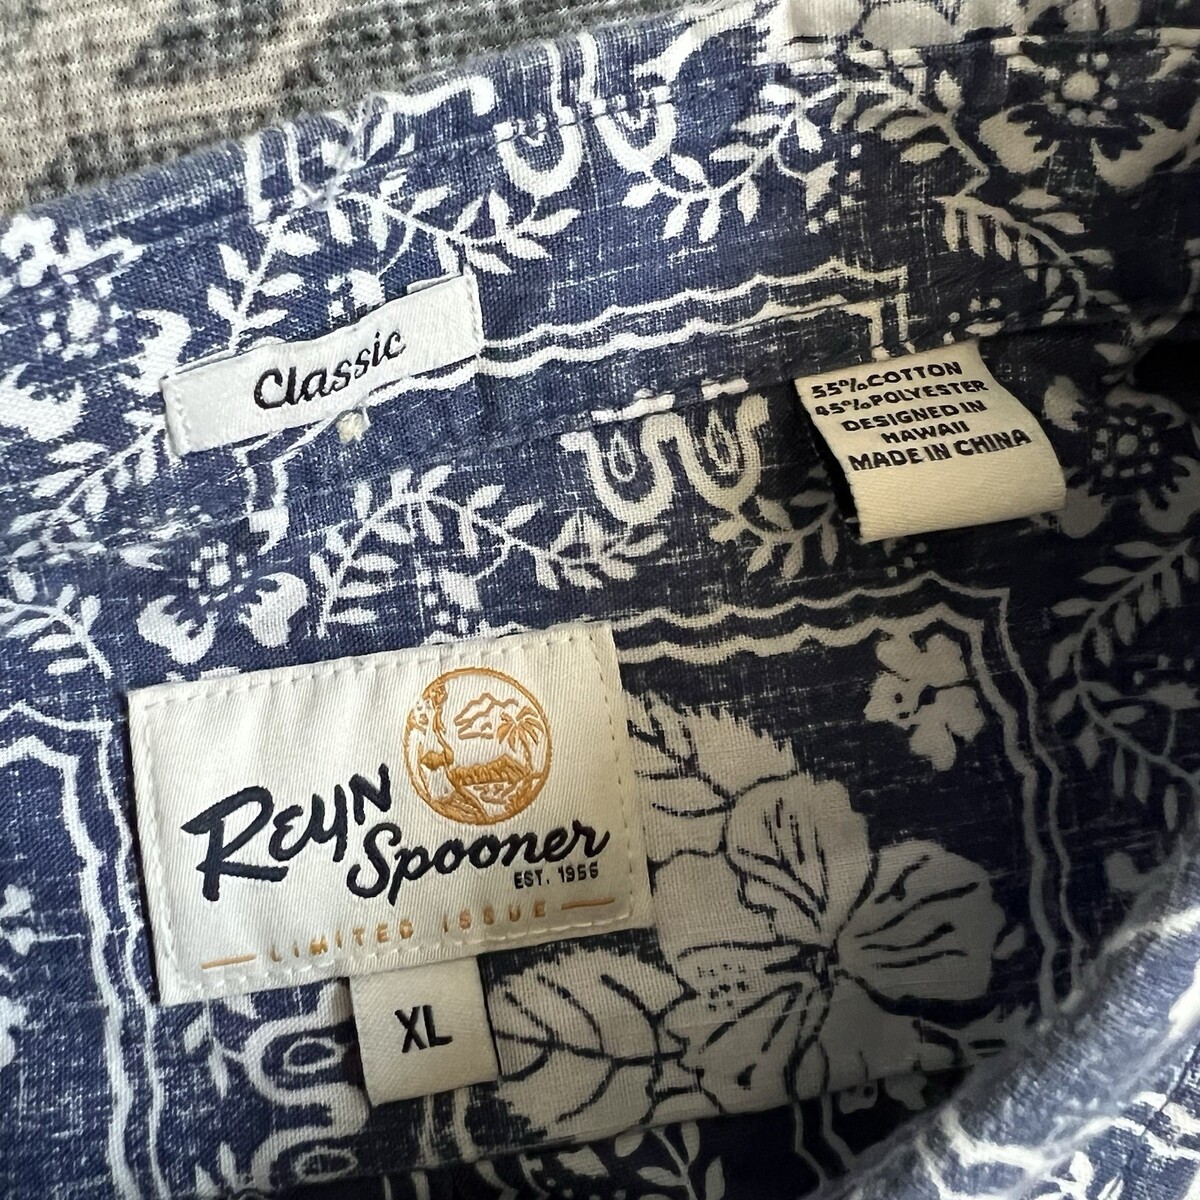 Classic
55% COTTON
45% POLYESTER
DESIGNED IN
HAWAII
MADE IN CHINA
REYN
Spooner
EST. 1956
LIMITED ISSUE
XL